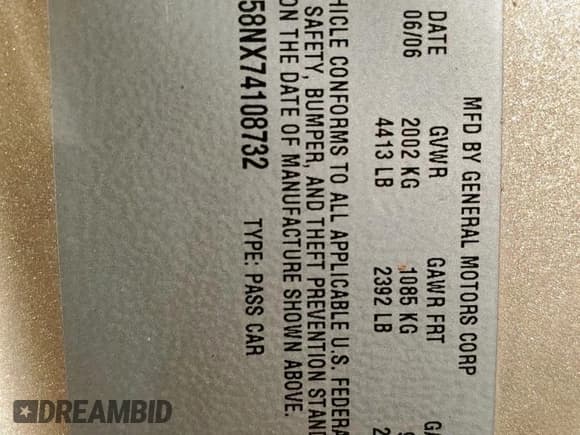 MFD BY GENERAL MOTORS CORP
DATE GVWR GAWR FRT
06/06 2002 KG 1085 KG
4413 LB 2392 LB
HICLE CONFORMS TO ALL APPLICABLE U.S. FEDERA
SAFETY, BUMPER, AND THEFT PREVENTION STAND
ON THE DATE OF MANUFACTURE SHOWN ABOVE.
58NX74108732 TYPE: PASS CAR
DREAMBID